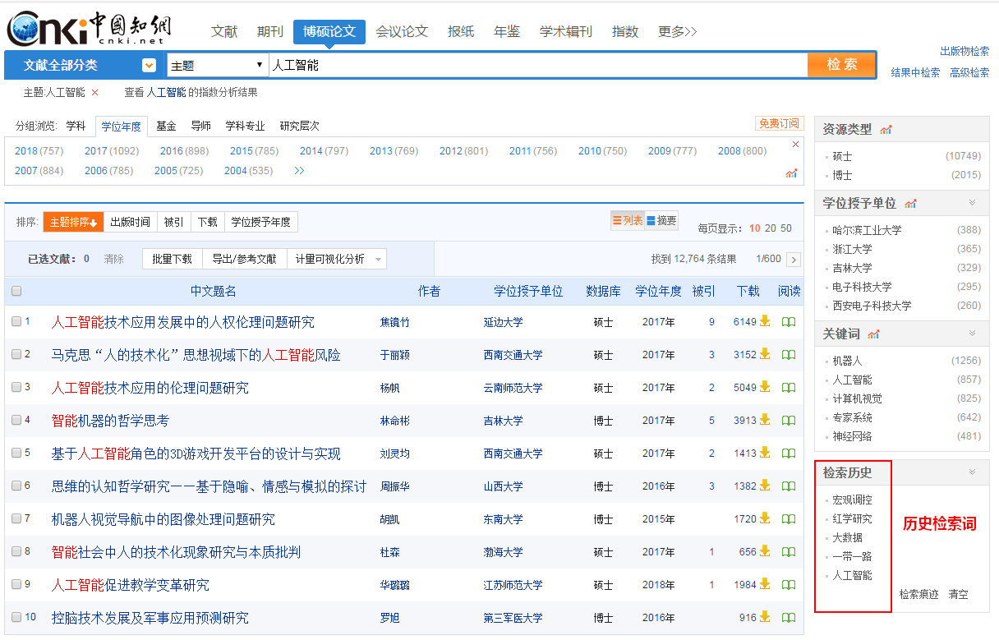 Cnki中国知网
cnki.net
文献 期刊 博硕论文 会议论文 报纸 年鉴 学术辑刊 指数 更多>>
文献全部分类 主题 人工智能 检索
出版物检索
结果中检索 高级检索
主题:人工智能 × 查看 人工智能 的指数分析结果
分组浏览: 学科 学位年度 基金 导师 学科专业 研究层次 免费订阅
2018 (757) 2017 (1092) 2016 (898) 2015 (785) 2014 (797) 2013 (769) 2012 (801) 2011 (756) 2010 (750) 2009 (777) 2008 (800)
2007 (884) 2006 (785) 2005 (725) 2004 (535) >>
排序: 主题排序 出版时间 被引 下载 学位授予年度 列表 摘要 每页显示: 10 20 50
已选文献: 0 清除 批量下载 导出/参考文献 计量可视化分析 找到 12,764 条结果 1/600 >
中文题名 作者 学位授予单位 数据库 学位年度 被引 下载 阅读
1 人工智能技术应用发展中的人权伦理问题研究 焦镜竹 延边大学 硕士 2017年 9 6149
2 马克思“人的技术化”思想视域下的人工智能风险 于丽颖 西南交通大学 硕士 2017年 3 3152
3 人工智能技术应用的伦理问题研究 杨帆 云南师范大学 硕士 2017年 2 5049
4 智能机器的哲学思考 林命彬 吉林大学 博士 2017年 5 3913
5 基于人工智能角色的3D游戏开发平台的设计与实现 刘灵均 西南交通大学 硕士 2017年 2 1413
6 思维的认知哲学研究——基于隐喻、情感与模拟的探讨 周振华 山西大学 博士 2016年 3 1382
7 机器人视觉导航中的图像处理问题研究 胡凯 东南大学 博士 2015年 1720
8 智能社会中人的技术化现象研究与本质批判 杜森 渤海大学 硕士 2017年 1 656
9 人工智能促进教学变革研究 华璐璐 江苏师范大学 硕士 2018年 1 1984
10 控脑技术发展及军事应用预测研究 罗旭 第三军医大学 博士 2016年 916
资源类型
硕士 (10749)
博士 (2015)
学位授予单位
哈尔滨工业大学 (388)
浙江大学 (365)
吉林大学 (329)
电子科技大学 (295)
西安电子科技大学 (260)
关键词
机器人 (1256)
人工智能 (857)
计算机视觉 (825)
专家系统 (642)
神经网络 (481)
检索历史
宏观调控
红学研究
大数据
一带一路
人工智能
历史检索词
检索痕迹 清空